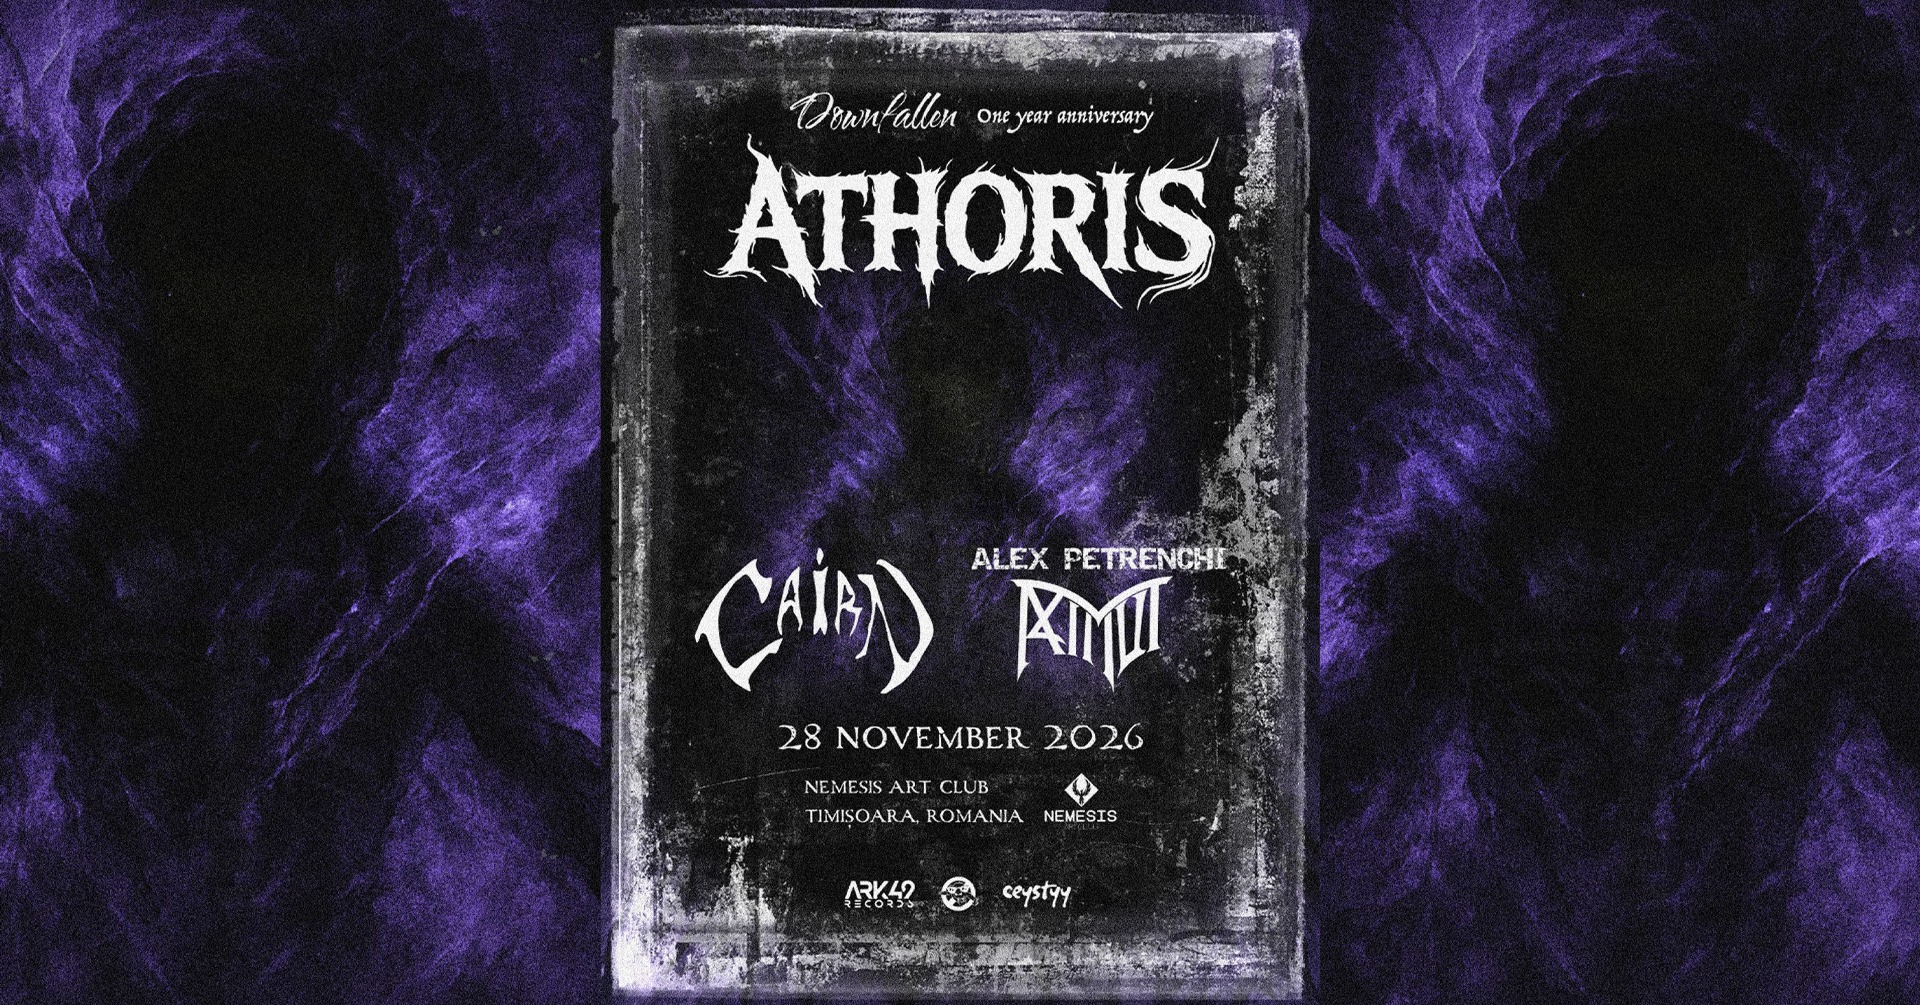 Downfallen One year anniversary
ATHORIS
CAIRN
ALEX PETRENCHI
28 NOVEMBER 2026
NEMESIS ART CLUB
TIMIȘOARA, ROMANIA
NEMESIS
ARK49
RECORDS
ceystyy